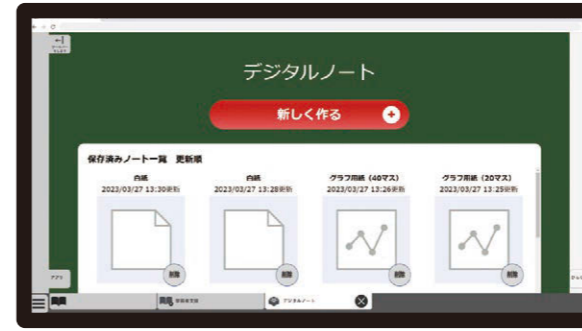 デジタルノート
新しく作る
保存済みノート一覧 更新順
白紙
2023/03/27 13:30更新
白紙
2023/03/27 13:28更新
グラフ用紙（40マス）
2023/03/27 13:26更新
グラフ用紙（20マス）
2023/03/27 13:25更新
削除
削除
削除
削除
アプリ
デジタルノート